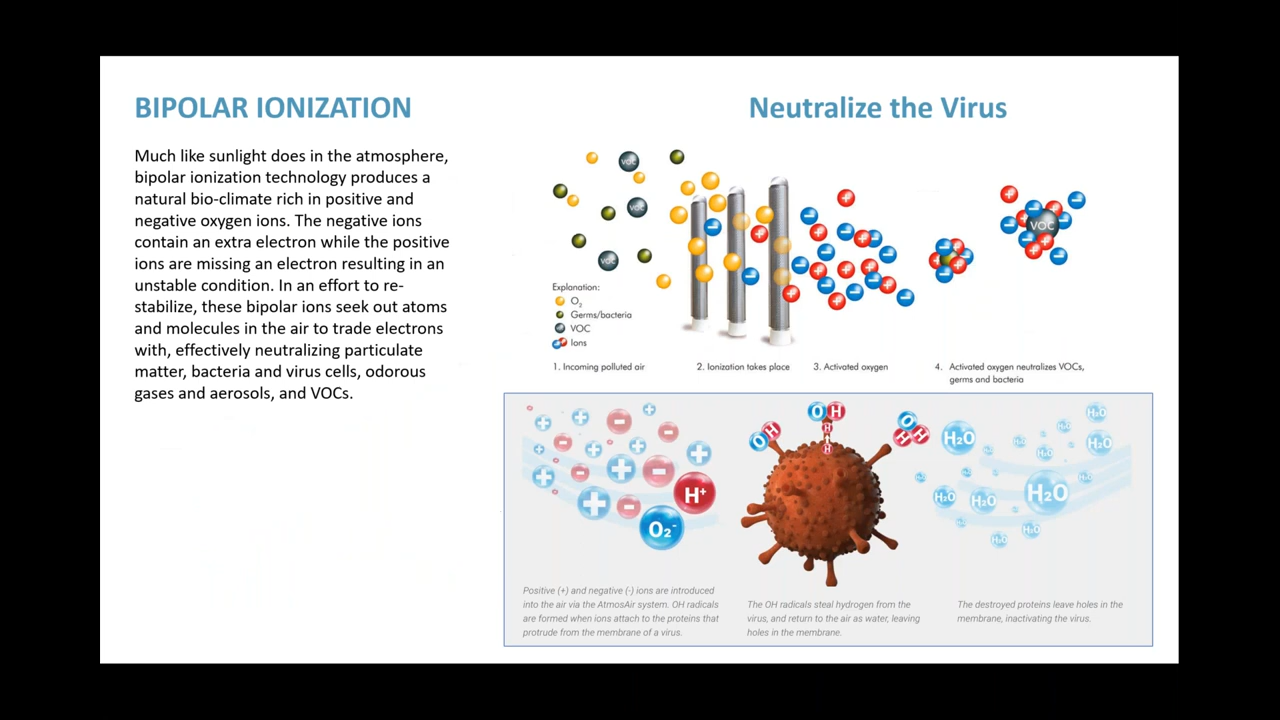 BIPOLAR IONIZATION
Much like sunlight does in the atmosphere,
bipolar ionization technology produces a
natural bio-climate rich in positive and
negative oxygen ions. The negative ions
contain an extra electron while the positive
ions are missing an electron resulting in an
unstable condition. In an effort to re-
stabilize, these bipolar ions seek out atoms
and molecules in the air to trade electrons
with, effectively neutralizing particulate
matter, bacteria and virus cells, odorous
gases and aerosols, and VOCs.
Neutralize the Virus
VOC
VOC
VOC
VOC
Explanation:
O2
Germs/bacteria
VOC
Ions
1. Incoming polluted air
2. Ionization takes place
3. Activated oxygen
4. Activated oxygen neutralizes VOCs,
germs and bacteria
H+
O2-
OH
OH
H
H
OHH
H2O
H2O
H2O
H2O
H2O
H2O
H2O
H2O
H2O
H2O
Positive (+) and negative (-) ions are introduced
into the air via the AtmosAir system. OH radicals
are formed when ions attach to the proteins that
protrude from the membrane of a virus.
The OH radicals steal hydrogen from the
virus, and return to the air as water, leaving
holes in the membrane.
The destroyed proteins leave holes in the
membrane, inactivating the virus.